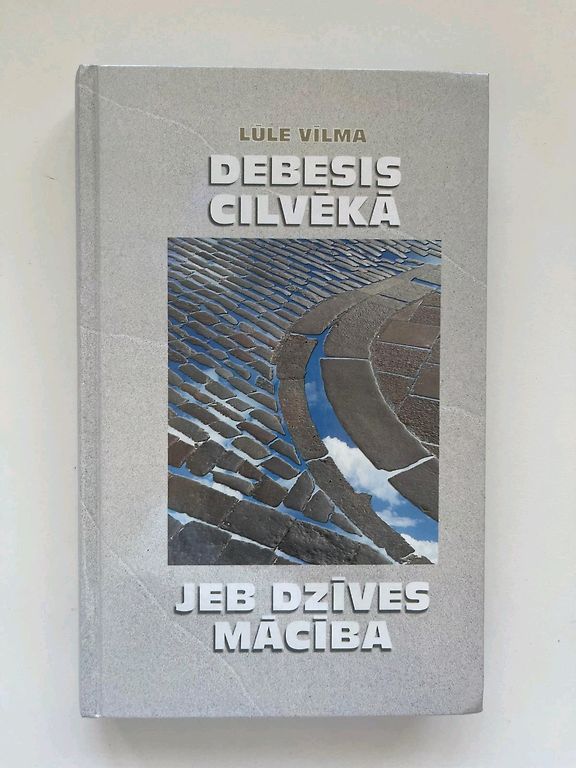 LŪLE VĪLMA
DEBESIS
CILVĒKĀ
JEB DZĪVES
MĀCĪBA